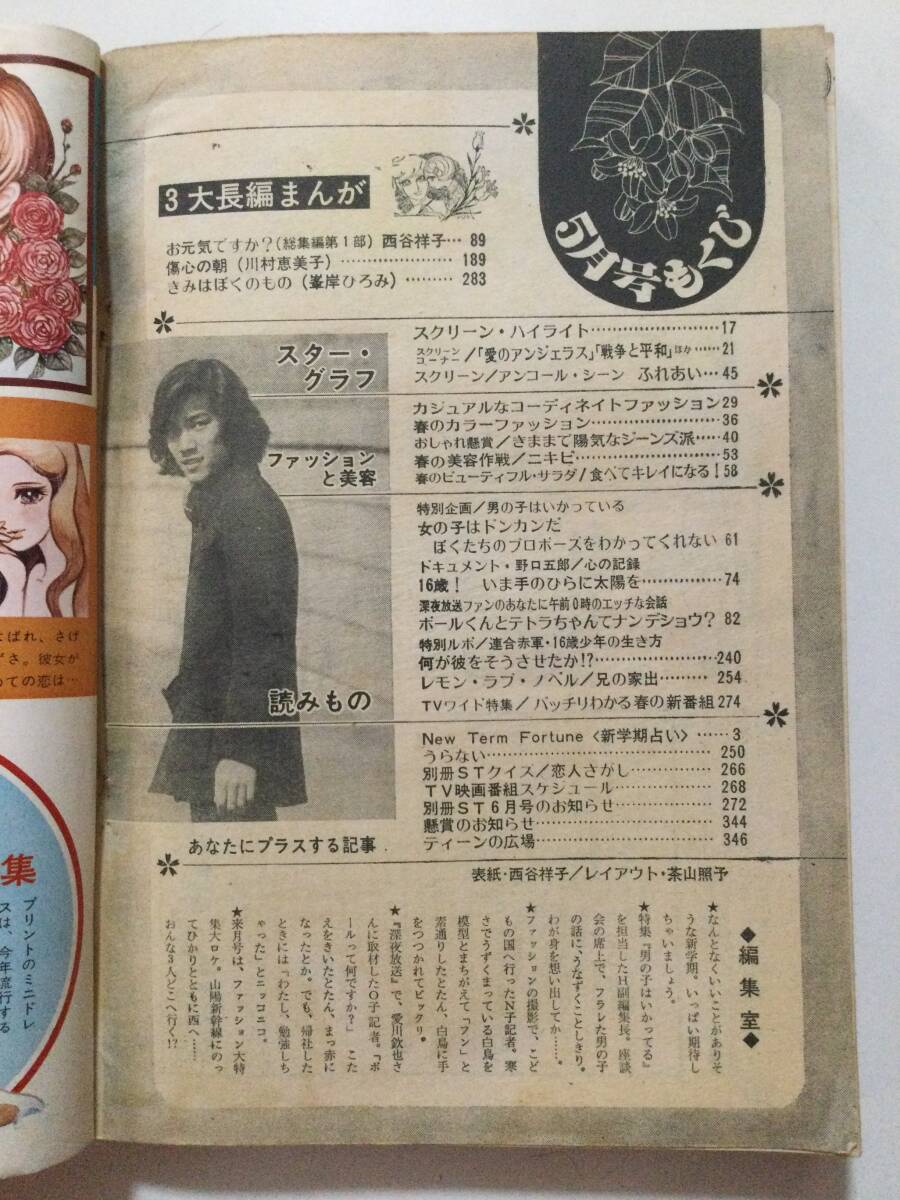 5月号もくじ
3大長編まんが
お元気ですか?(総集編第1部) 西谷祥子… 89
傷心の朝(川村恵美子)………………… 189
きみはぼくのもの(峯岸ひろみ)……… 283
スター・
グラフ
スクリーン・ハイライト……………………17
スクリーン
コーナー/「愛のアンジェラス」「戦争と平和」ほか……21
スクリーン/アンコール・シーン ふれあい…45
ファッション
と美容
カジュアルなコーディネイトファッション29
春のカラーファッション……………………36
おしゃれ懸賞/きままで陽気なジーンズ派……40
春の美容作戦/ニキビ………………………53
春のビューティフル・サラダ/食べてキレイになる!58
読みもの
特別企画/男の子はいかっている
女の子はドンカンだ
ぼくたちのプロポーズをわかってくれない 61
ドキュメント・野口五郎/心の記録
16歳! いま手のひらに太陽を…………74
深夜放送ファンのあなたに午前0時のエッチな会話
ボールくんとテトラちゃんてナンデショウ? 82
特別ルポ/連合赤軍・16歳少年の生き方
何が彼をそうさせたか!?…………………240
レモン・ラブ・ノベル/兄の家出………254
TVワイド特集/バッチリわかる春の新番組274
あなたにプラスする記事
New Term Fortune〈新学期占い〉……3
うらない……………………………………250
別冊STクイズ/恋人さがし……………266
TV映画番組スケジュール………………268
別冊ST6月号のお知らせ………………272
懸賞のお知らせ……………………………344
ティーンの広場……………………………346
表紙・西谷祥子/レイアウト・茶山照予
◆編集室◆
★なんとなくいいことがありそ
うな新学期。いっぱい期待し
ちゃいましょう。
★特集『男の子はいかってる』
を担当したH副編集長。座談
会の席上で、フラレた男の子
の話に、うなずくことしきり。
わが身を想い出してか……。
★ファッションの撮影で、こど
もの国へ行ったN子記者。寒
さでうずくまっている白鳥を
模型とまちがえて「フン」と
素通りしたとたん、白鳥に手
をつつかれてビックリ。
★『深夜放送』で、愛川欽也さ
んに取材したO子記者。「ボ
ールって何ですか?」こた
えをきいたとたん、まっ赤に
なったとか。でも、帰社した
ときには「わたし、勉強しち
ゃった」とニッコニコ。
★来月号は、ファッション大特
集大ロケ。山陽新幹線にのっ
てひかりとともに西へ……
おんな3人どこへ行く!?
ばれ、さげ
ずさ。彼女が
めての恋は…
集
プリントのミニドレ
スは、今年流行する